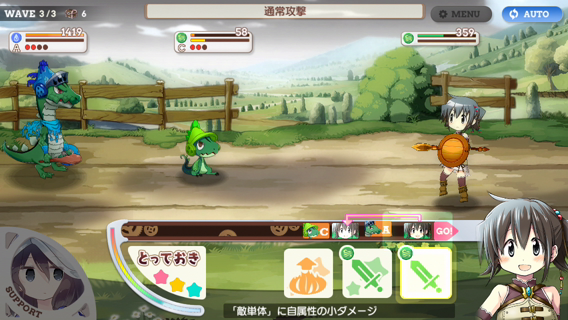 WAVE 3/3 6
通常攻撃
MENU
AUTO
1419
A
58
C
359
C
A
GO!
とっておき
SUPPORT
「敵単体」に自属性の小ダメージ